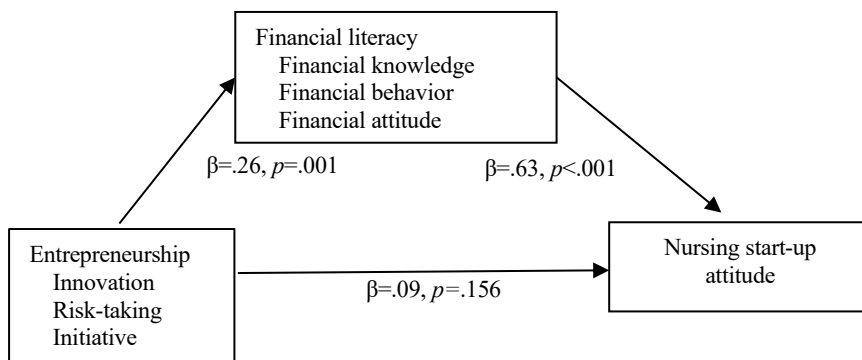 Financial literacy
Financial knowledge
Financial behavior
Financial attitude
β=.26, p=.001
β=.63, p<.001
Entrepreneurship
Innovation
Risk-taking
Initiative
β=.09, p=.156
Nursing start-up
attitude